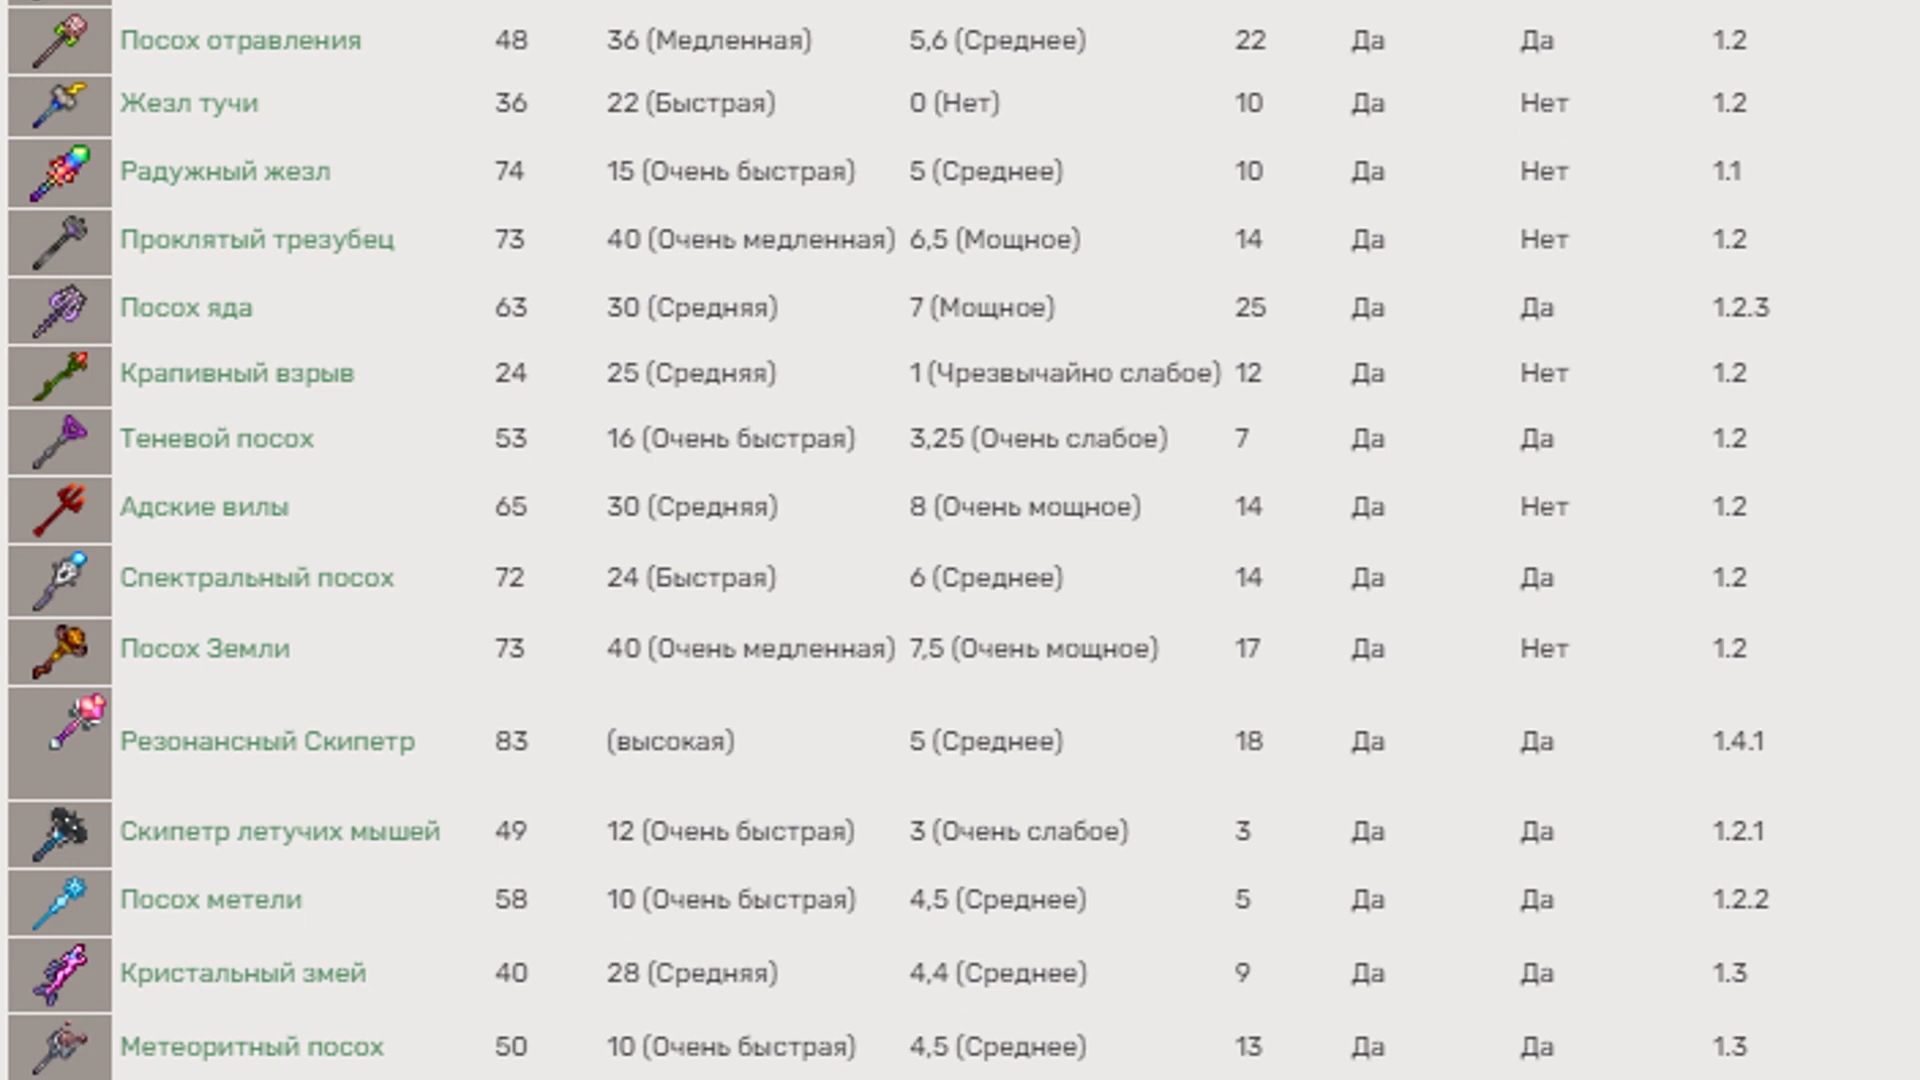 Посох отравления 48 36 (Медленная) 5,6 (Среднее) 22 Да Да 1.2
Жезл тучи 36 22 (Быстрая) 0 (Нет) 10 Да Нет 1.2
Радужный жезл 74 15 (Очень быстрая) 5 (Среднее) 10 Да Нет 1.1
Проклятый трезубец 73 40 (Очень медленная) 6,5 (Мощное) 14 Да Нет 1.2
Посох яда 63 30 (Средняя) 7 (Мощное) 25 Да Да 1.2.3
Крапивный взрыв 24 25 (Средняя) 1 (Чрезвычайно слабое) 12 Да Нет 1.2
Теневой посох 53 16 (Очень быстрая) 3,25 (Очень слабое) 7 Да Да 1.2
Адские вилы 65 30 (Средняя) 8 (Очень мощное) 14 Да Нет 1.2
Спектральный посох 72 24 (Быстрая) 6 (Среднее) 14 Да Да 1.2
Посох Земли 73 40 (Очень медленная) 7,5 (Очень мощное) 17 Да Нет 1.2
Резонансный Скипетр 83 (высокая) 5 (Среднее) 18 Да Да 1.4.1
Скипетр летучих мышей 49 12 (Очень быстрая) 3 (Очень слабое) 3 Да Да 1.2.1
Посох метели 58 10 (Очень быстрая) 4,5 (Среднее) 5 Да Да 1.2.2
Кристальный змей 40 28 (Средняя) 4,4 (Среднее) 9 Да Да 1.3
Метеоритный посох 50 10 (Очень быстрая) 4,5 (Среднее) 13 Да Да 1.3